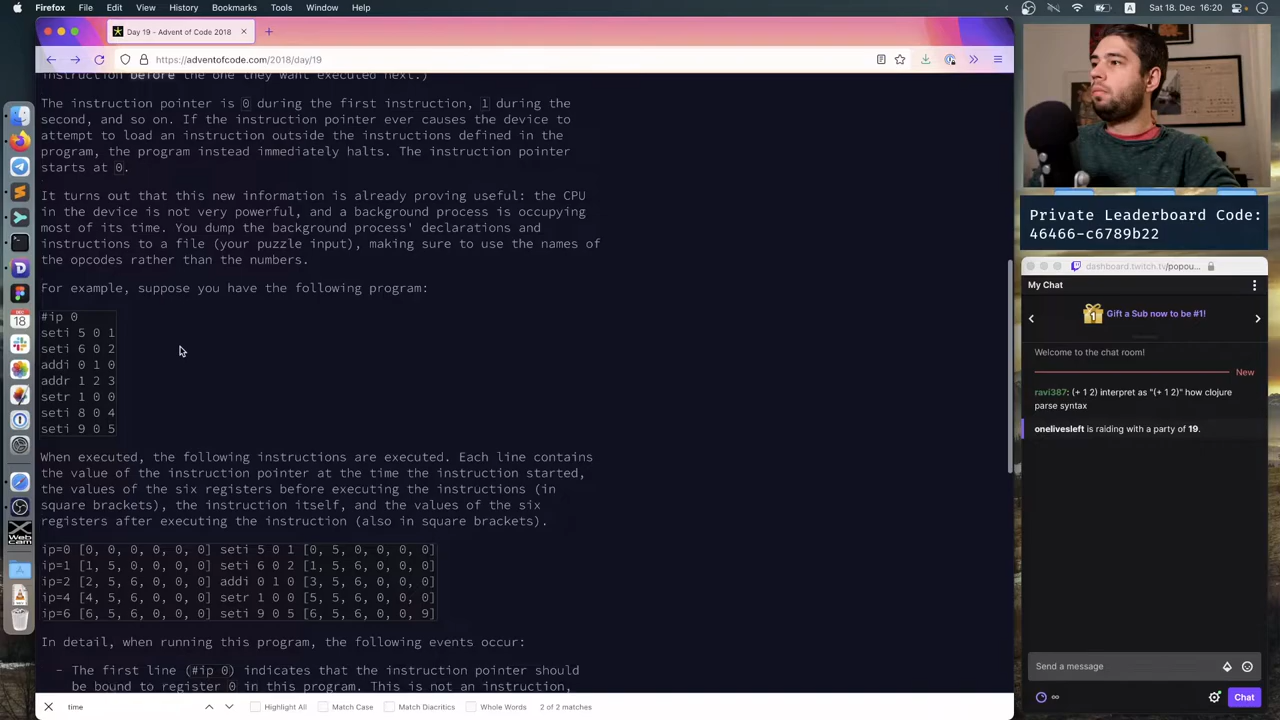 Firefox File Edit View History Bookmarks Tools Window Help
Sat 18. Dec 16:20
Day 19 - Advent of Code 2018
https://adventofcode.com/2018/day/19
instruction before the one they want executed next.)
The instruction pointer is 0 during the first instruction, 1 during the
second, and so on. If the instruction pointer ever causes the device to
attempt to load an instruction outside the instructions defined in the
program, the program instead immediately halts. The instruction pointer
starts at 0.
It turns out that this new information is already proving useful: the CPU
in the device is not very powerful, and a background process is occupying
most of its time. You dump the background process' declarations and
instructions to a file (your puzzle input), making sure to use the names of
the opcodes rather than the numbers.
For example, suppose you have the following program:
#ip 0
seti 5 0 1
seti 6 0 2
addi 0 1 0
addr 1 2 3
setr 1 0 0
seti 8 0 4
seti 9 0 5
When executed, the following instructions are executed. Each line contains
the value of the instruction pointer at the time the instruction started,
the values of the six registers before executing the instructions (in
square brackets), the instruction itself, and the values of the six
registers after executing the instruction (also in square brackets).
ip=0 [0, 0, 0, 0, 0, 0] seti 5 0 1 [0, 5, 0, 0, 0, 0]
ip=1 [1, 5, 0, 0, 0, 0] seti 6 0 2 [1, 5, 6, 0, 0, 0]
ip=2 [2, 5, 6, 0, 0, 0] addi 0 1 0 [3, 5, 6, 0, 0, 0]
ip=4 [4, 5, 6, 0, 0, 0] setr 1 0 0 [5, 5, 6, 0, 0, 0]
ip=6 [6, 5, 6, 0, 0, 0] seti 9 0 5 [6, 5, 6, 0, 0, 9]
In detail, when running this program, the following events occur:
- The first line (#ip 0) indicates that the instruction pointer should
be bound to register 0 in this program. This is not an instruction,
time
Highlight All Match Case Match Diacritics Whole Words 2 of 2 matches
DEC
18
Web
Cam
Private Leaderboard Code:
46466-c6789b22
dashboard.twitch.tv/popou...
My Chat
1
Gift a Sub now to be #1!
Welcome to the chat room!
New
ravi387: (+ 1 2) interpret as "(+ 1 2)" how clojure
parse syntax
onelivesleft is raiding with a party of 19.
Send a message
Chat